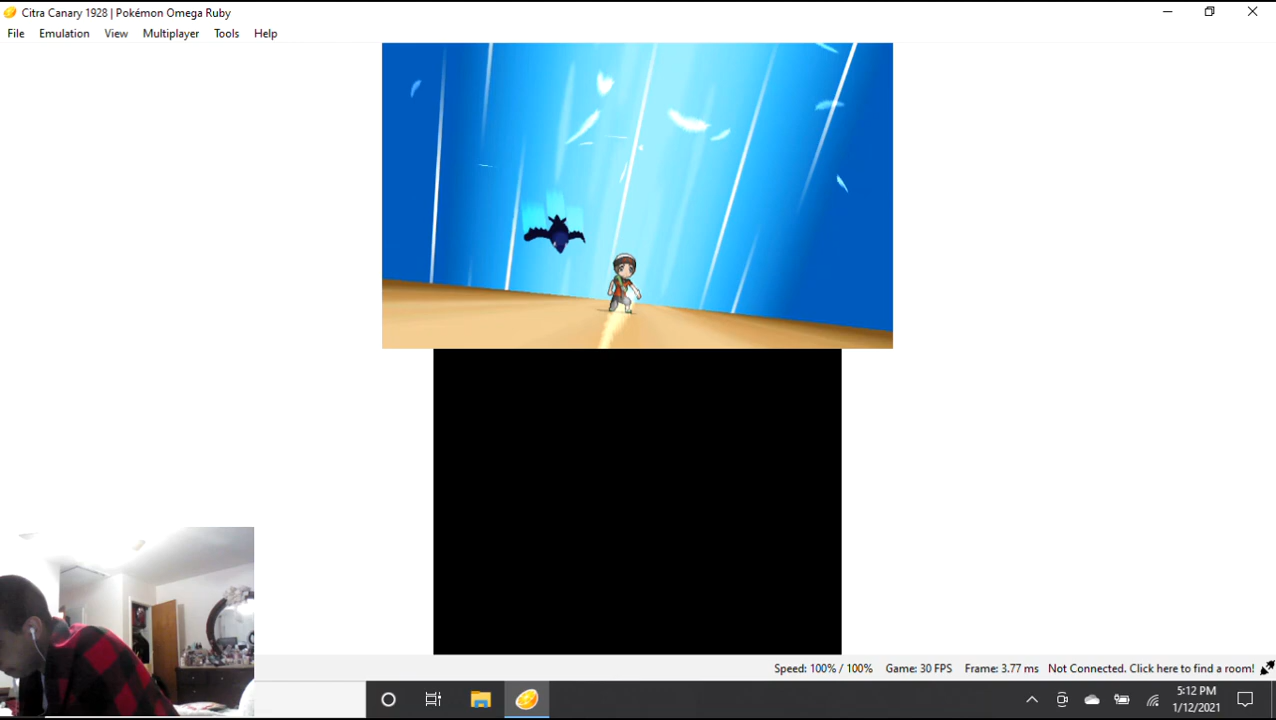 Citra Canary 1928 | Pokémon Omega Ruby
File Emulation View Multiplayer Tools Help
Speed: 100% / 100% Game: 30 FPS Frame: 3.77 ms Not Connected. Click here to find a room!
5:12 PM
1/12/2021